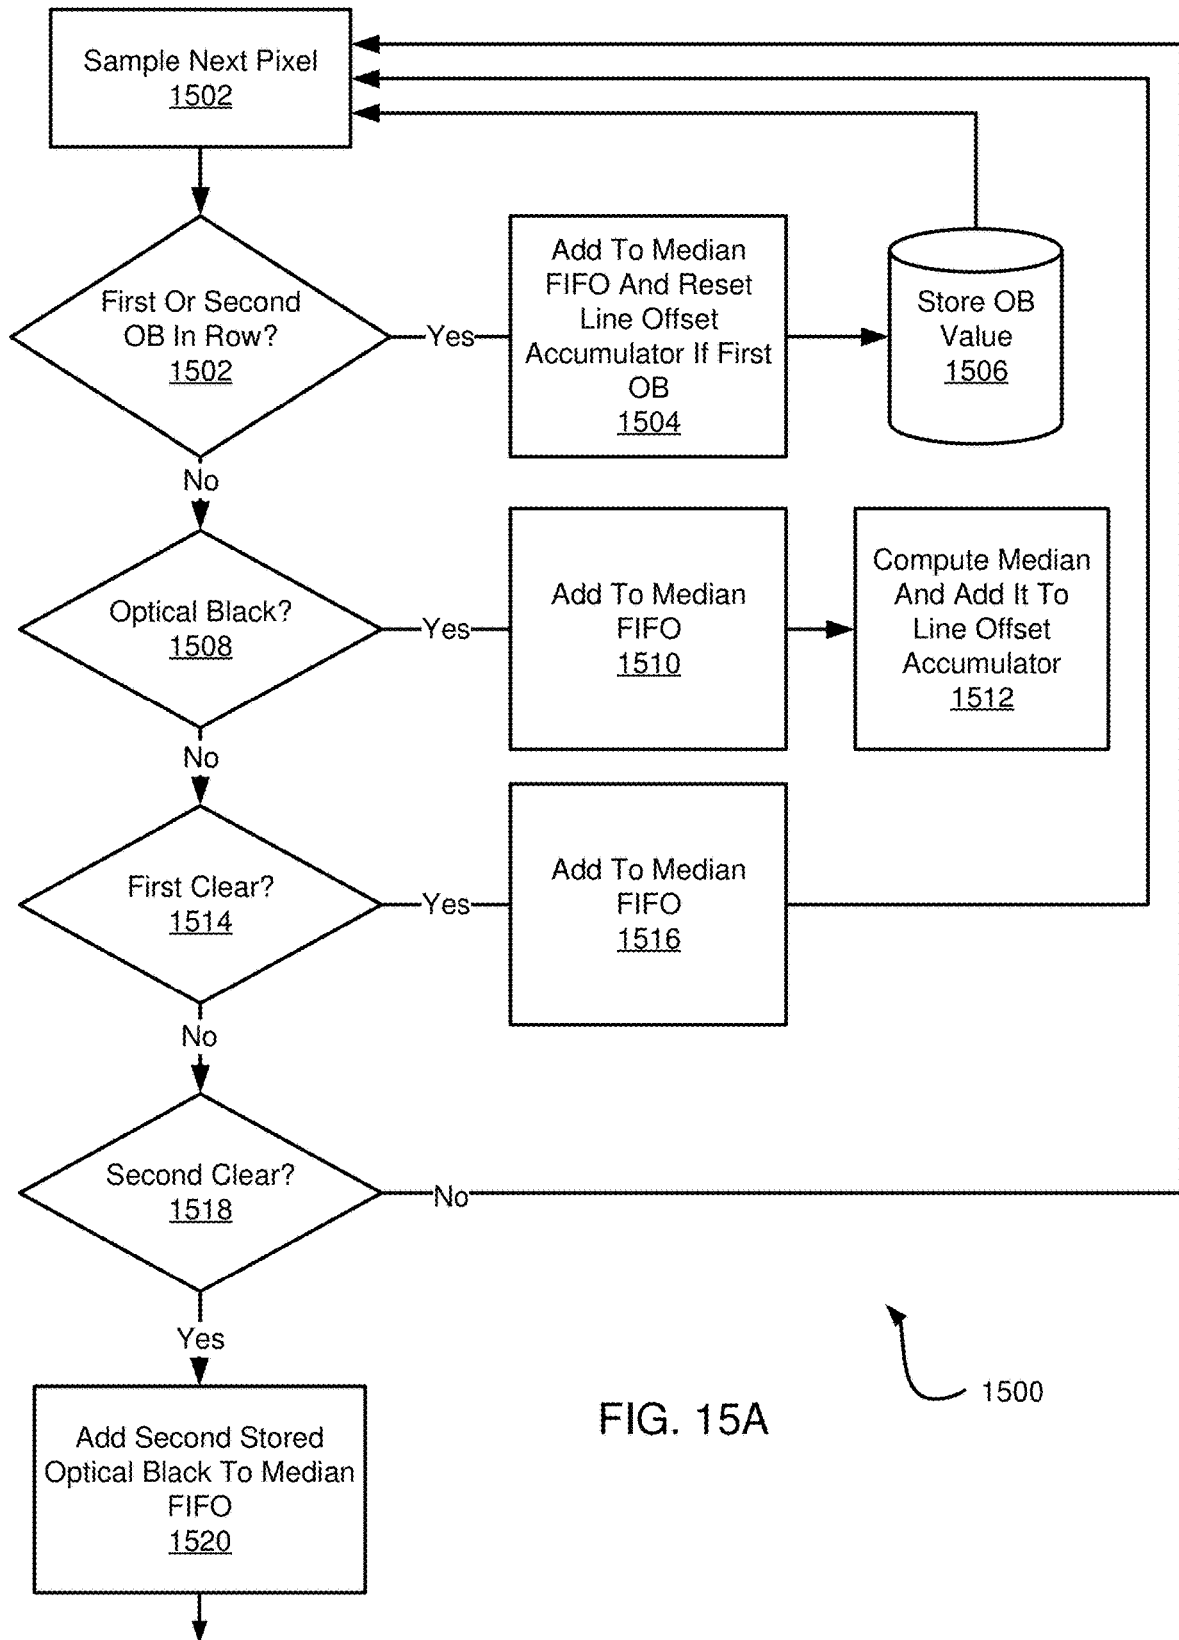 Sample Next Pixel
1502
First Or Second
OB In Row?
1502
Yes
Add To Median
FIFO And Reset
Line Offset
Accumulator If First
OB
1504
Store OB
Value
1506
No
Optical Black?
1508
Yes
Add To Median
FIFO
1510
Compute Median
And Add It To
Line Offset
Accumulator
1512
No
First Clear?
1514
Yes
Add To Median
FIFO
1516
No
Second Clear?
1518
No
Yes
Add Second Stored
Optical Black To Median
FIFO
1520
FIG. 15A
1500